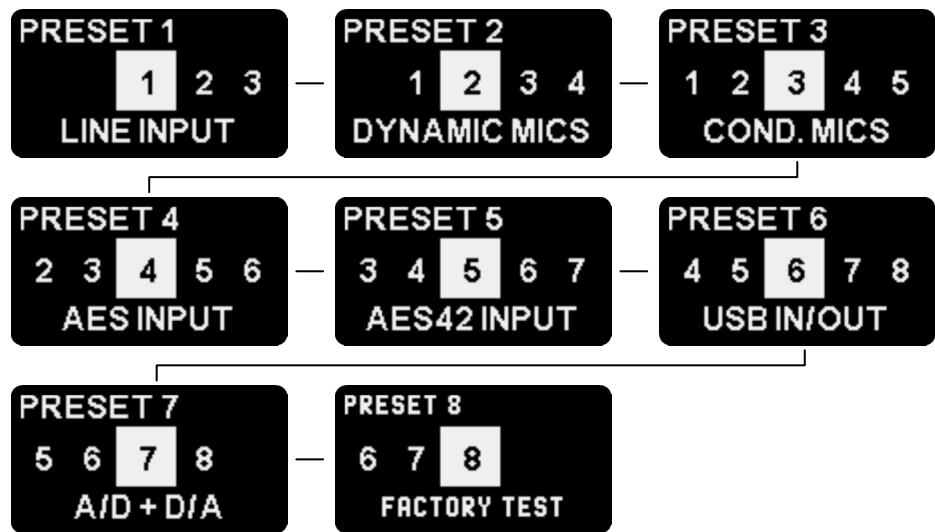 PRESET 1
1 2 3
LINE INPUT
PRESET 2
1 2 3 4
DYNAMIC MICS
PRESET 3
1 2 3 4 5
COND. MICS
PRESET 4
2 3 4 5 6
AES INPUT
PRESET 5
3 4 5 6 7
AES42 INPUT
PRESET 6
4 5 6 7 8
USB IN/OUT
PRESET 7
5 6 7 8
A/D + D/A
PRESET 8
6 7 8
FACTORY TEST